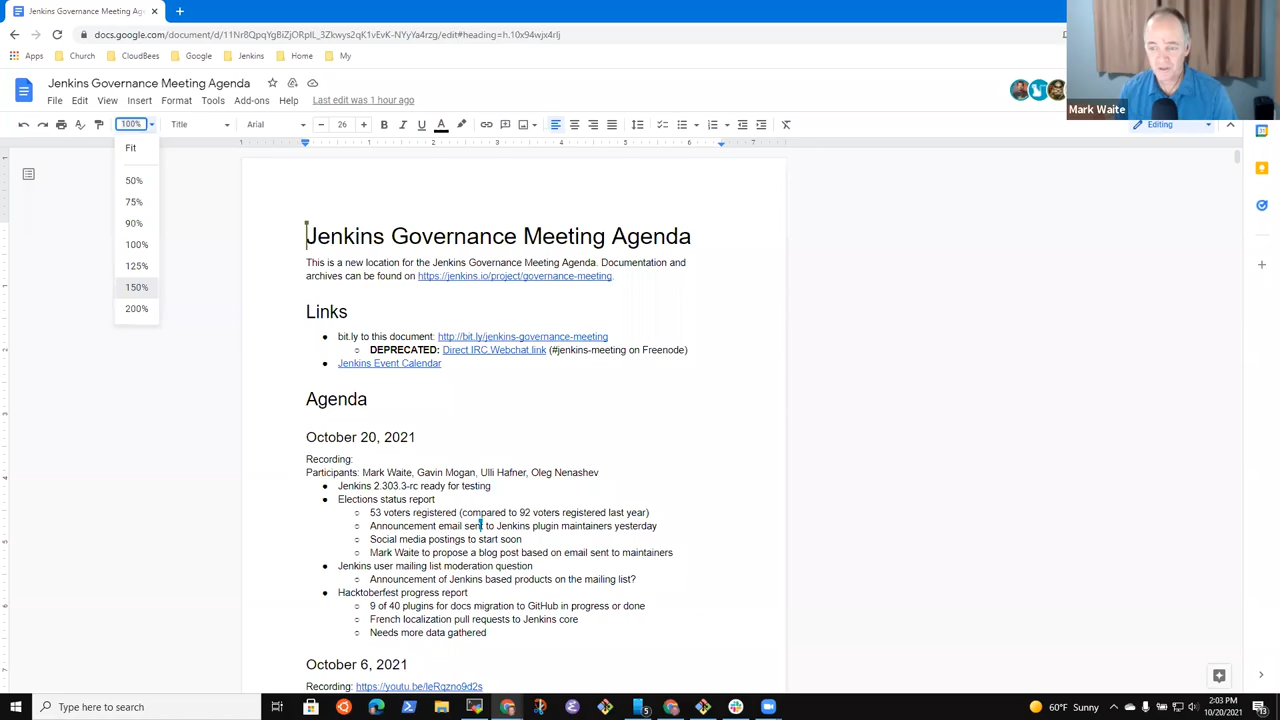 Jenkins Governance Meeting Ag
docs.google.com/document/d/11Nr8QpqYgBiZjORpIL_3Zkwys2qK1vEvK-NYyYa4rzg/edit#heading=h.10x94wjx4rlj
Apps Church CloudBees Google Jenkins Home My
Jenkins Governance Meeting Agenda
File Edit View Insert Format Tools Add-ons Help Last edit was 1 hour ago
Mark Waite
100% Title Arial 26 Editing
Fit
50%
75%
90%
100%
125%
150%
200%
1 1 2 3 4 5 6 7
Jenkins Governance Meeting Agenda
This is a new location for the Jenkins Governance Meeting Agenda. Documentation and
archives can be found on https://jenkins.io/project/governance-meeting.
Links
bit.ly to this document: http://bit.ly/jenkins-governance-meeting
DEPRECATED: Direct IRC Webchat link (#jenkins-meeting on Freenode)
Jenkins Event Calendar
Agenda
October 20, 2021
Recording:
Participants: Mark Waite, Gavin Mogan, Ulli Hafner, Oleg Nenashev
Jenkins 2.303.3-rc ready for testing
Elections status report
53 voters registered (compared to 92 voters registered last year)
Announcement email sent to Jenkins plugin maintainers yesterday
Social media postings to start soon
Mark Waite to propose a blog post based on email sent to maintainers
Jenkins user mailing list moderation question
Announcement of Jenkins based products on the mailing list?
Hacktoberfest progress report
9 of 40 plugins for docs migration to GitHub in progress or done
French localization pull requests to Jenkins core
Needs more data gathered
October 6, 2021
Recording: https://youtu.be/IeRqzno9d2s
Type here to search
60°F Sunny
2:03 PM
10/20/2021